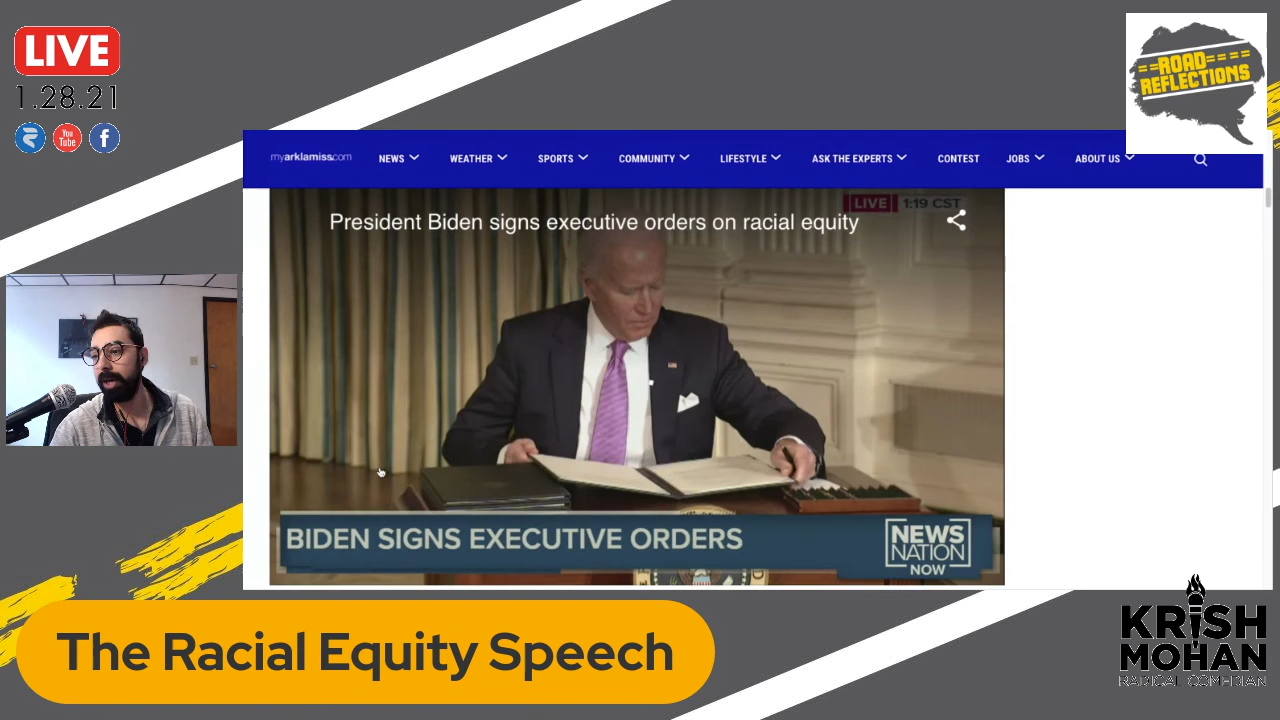 LIVE
1.28.21
You
Tube
f
==ROAD====
REFLECTIONS
myarklamiss.com
NEWS
WEATHER
SPORTS
COMMUNITY
LIFESTYLE
ASK THE EXPERTS
CONTEST
JOBS
ABOUT US
LIVE 1:19 CST
President Biden signs executive orders on racial equity
BIDEN SIGNS EXECUTIVE ORDERS
NEWS
NATION
NOW
The Racial Equity Speech
KRISH
MOHAN
RADICAL COMEDIAN